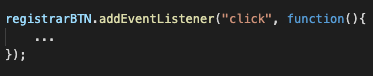 registrarBTN.addEventListener("click", function(){
    ...
});